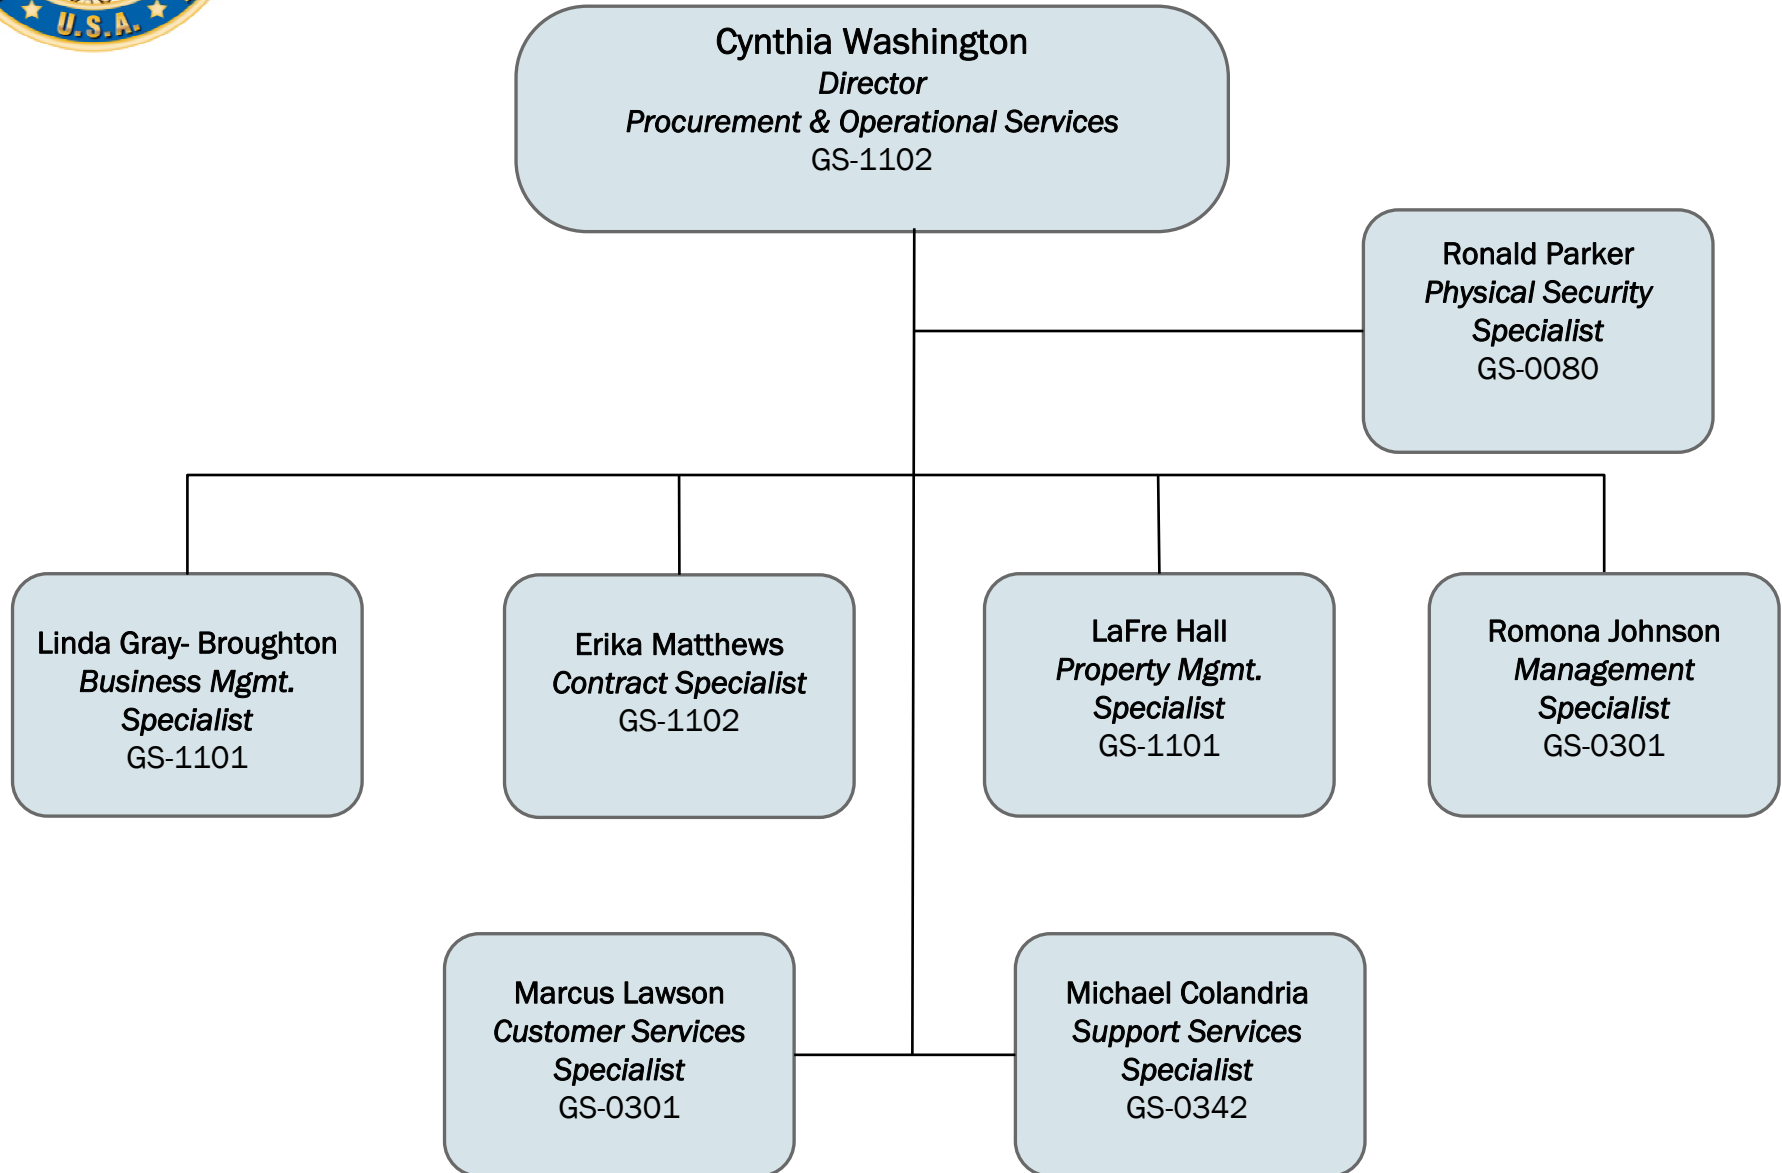 U.S.A.
Cynthia Washington
Director
Procurement & Operational Services
GS-1102
Ronald Parker
Physical Security
Specialist
GS-0080
Linda Gray- Broughton
Business Mgmt.
Specialist
GS-1101
Erika Matthews
Contract Specialist
GS-1102
LaFre Hall
Property Mgmt.
Specialist
GS-1101
Romona Johnson
Management
Specialist
GS-0301
Marcus Lawson
Customer Services
Specialist
GS-0301
Michael Colandria
Support Services
Specialist
GS-0342